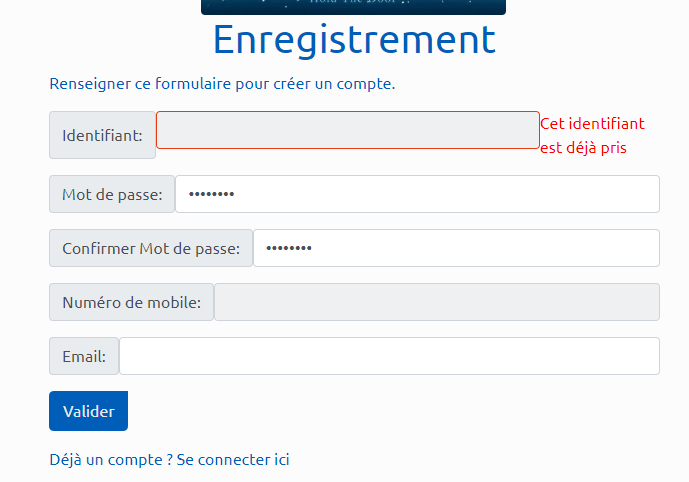 Enregistrement
Renseigner ce formulaire pour créer un compte.
Identifiant:
Cet identifiant
est déjà pris
Mot de passe: ••••••••
Confirmer Mot de passe: ••••••••
Numéro de mobile:
Email:
Valider
Déjà un compte ? Se connecter ici